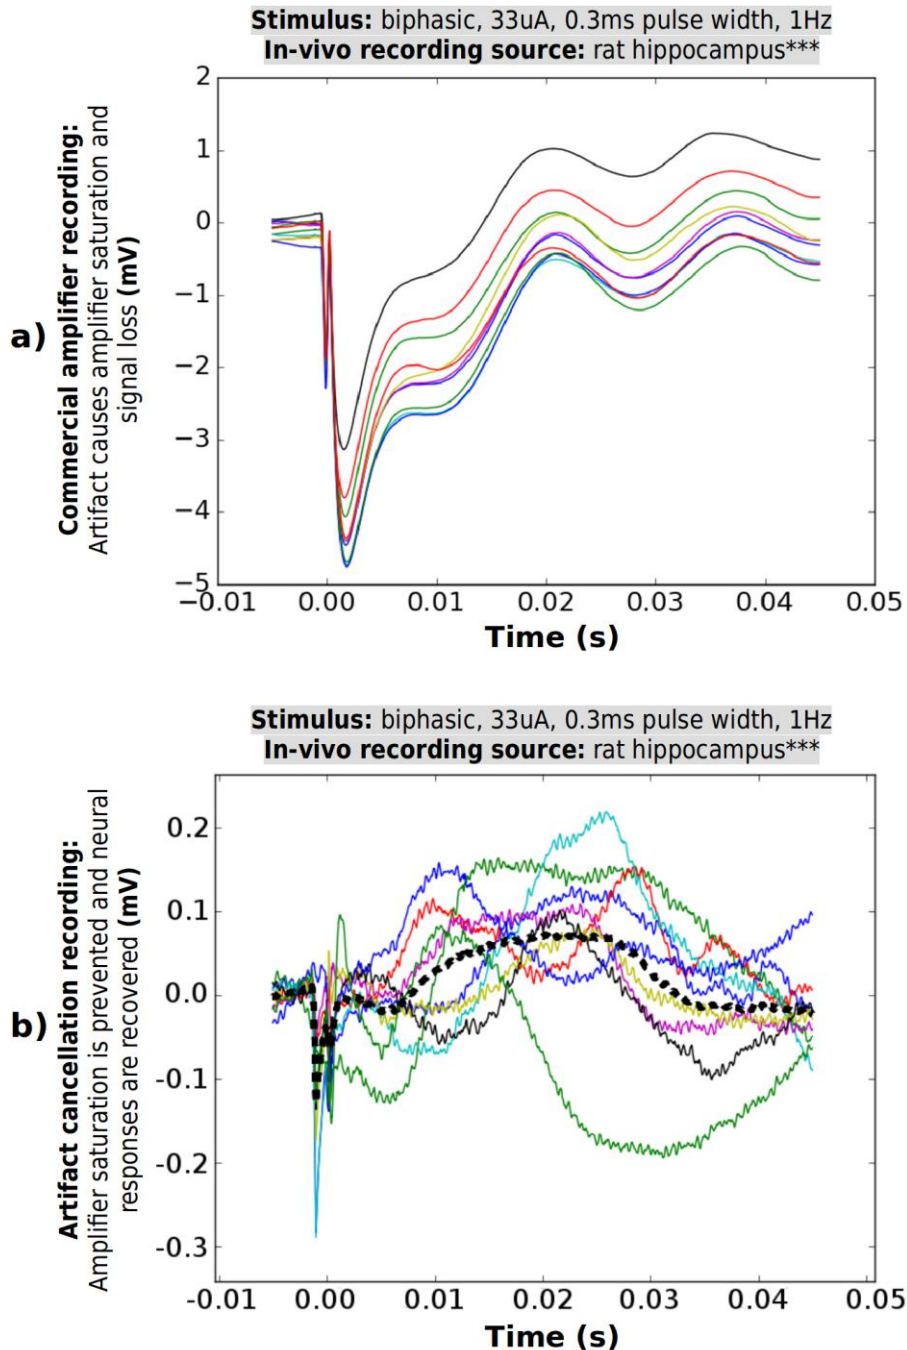 Stimulus: biphasic, 33uA, 0.3ms pulse width, 1Hz
In-vivo recording source: rat hippocampus***
a)
Commercial amplifier recording:
Artifact causes amplifier saturation and
signal loss (mV)
2
1
0
−1
−2
−3
−4
−5
−0.01
0.00
0.01
0.02
0.03
0.04
0.05
Time (s)
Stimulus: biphasic, 33uA, 0.3ms pulse width, 1Hz
In-vivo recording source: rat hippocampus***
b)
Artifact cancellation recording:
Amplifier saturation is prevented and neural
responses are recovered (mV)
0.2
0.1
0.0
-0.1
-0.2
-0.3
-0.01
0.00
0.01
0.02
0.03
0.04
0.05
Time (s)